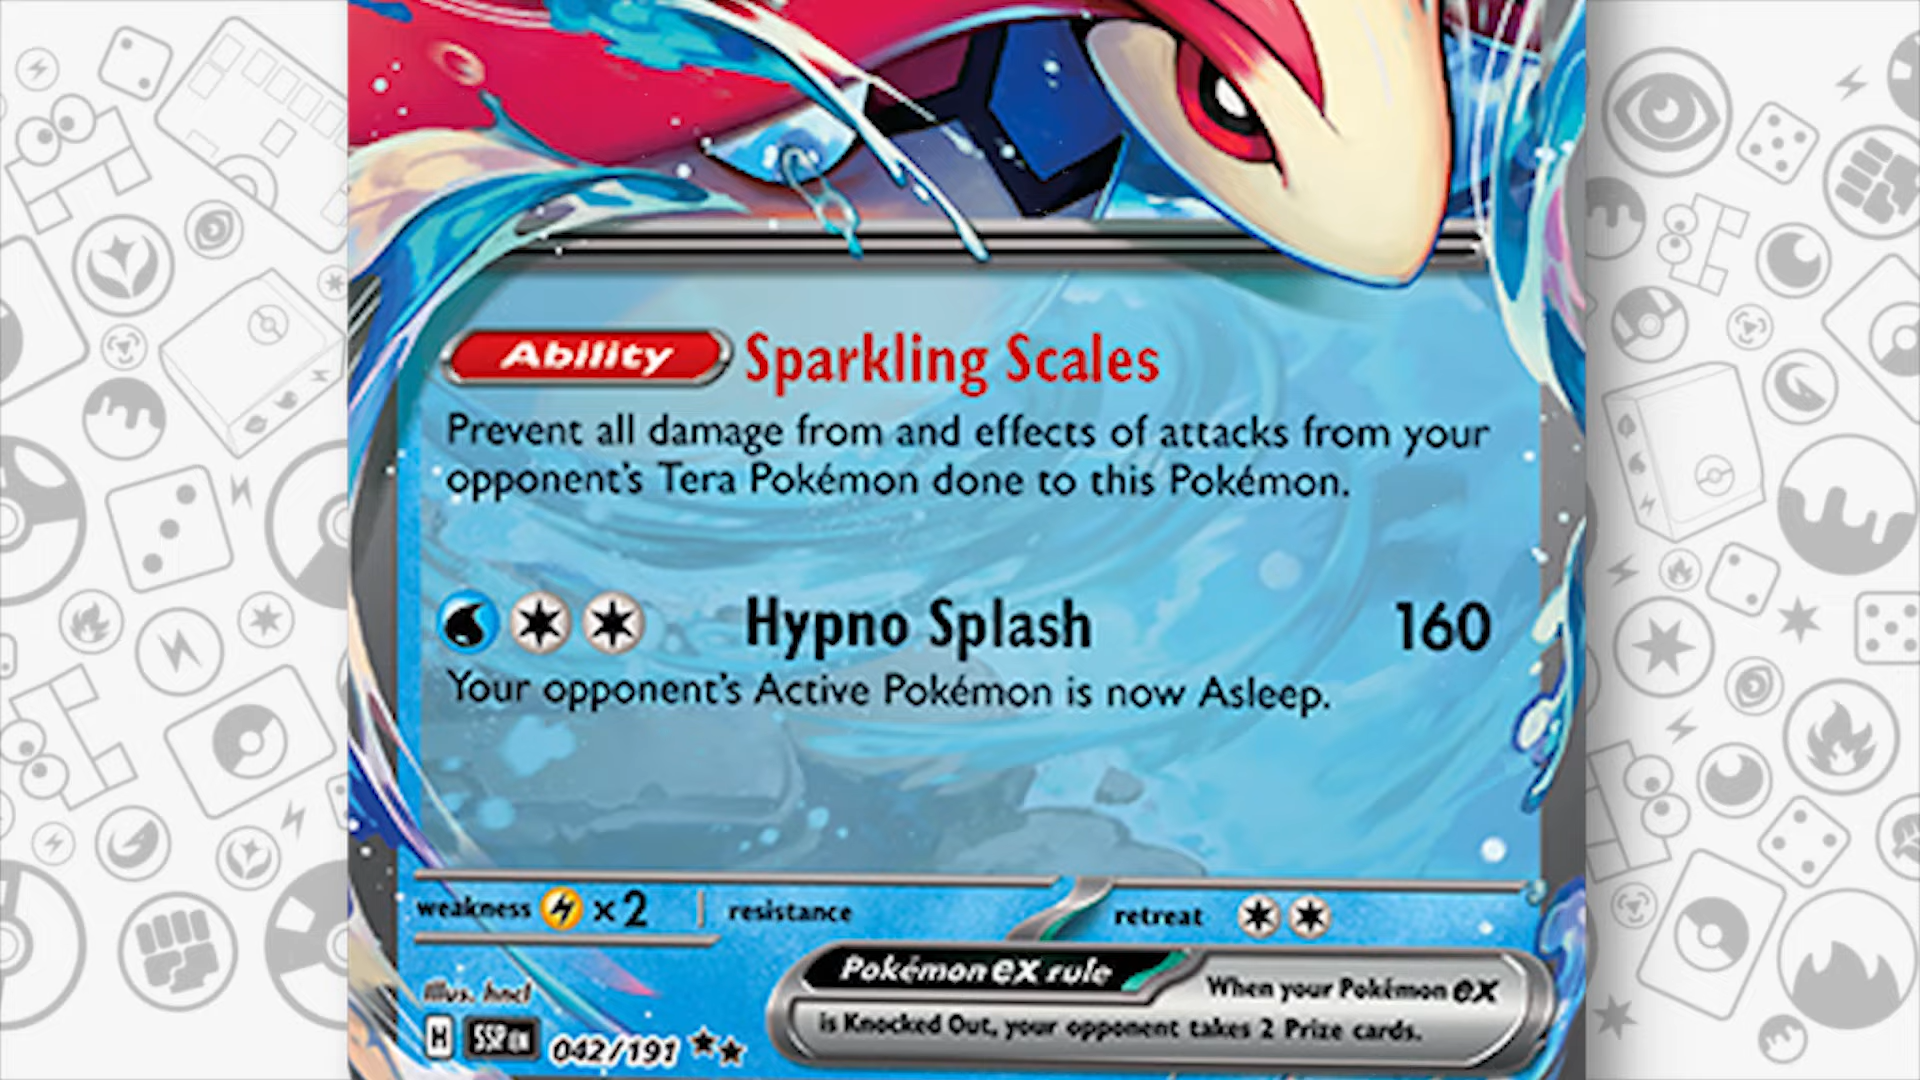 Ability Sparkling Scales
Prevent all damage from and effects of attacks from your
opponent's Tera Pokémon done to this Pokémon.
Hypno Splash 160
Your opponent's Active Pokémon is now Asleep.
weakness ×2 resistance retreat
Pokémon ex rule When your Pokémon ex
is Knocked Out, your opponent takes 2 Prize cards.
Illus. hncl
H SSP EN 042/191